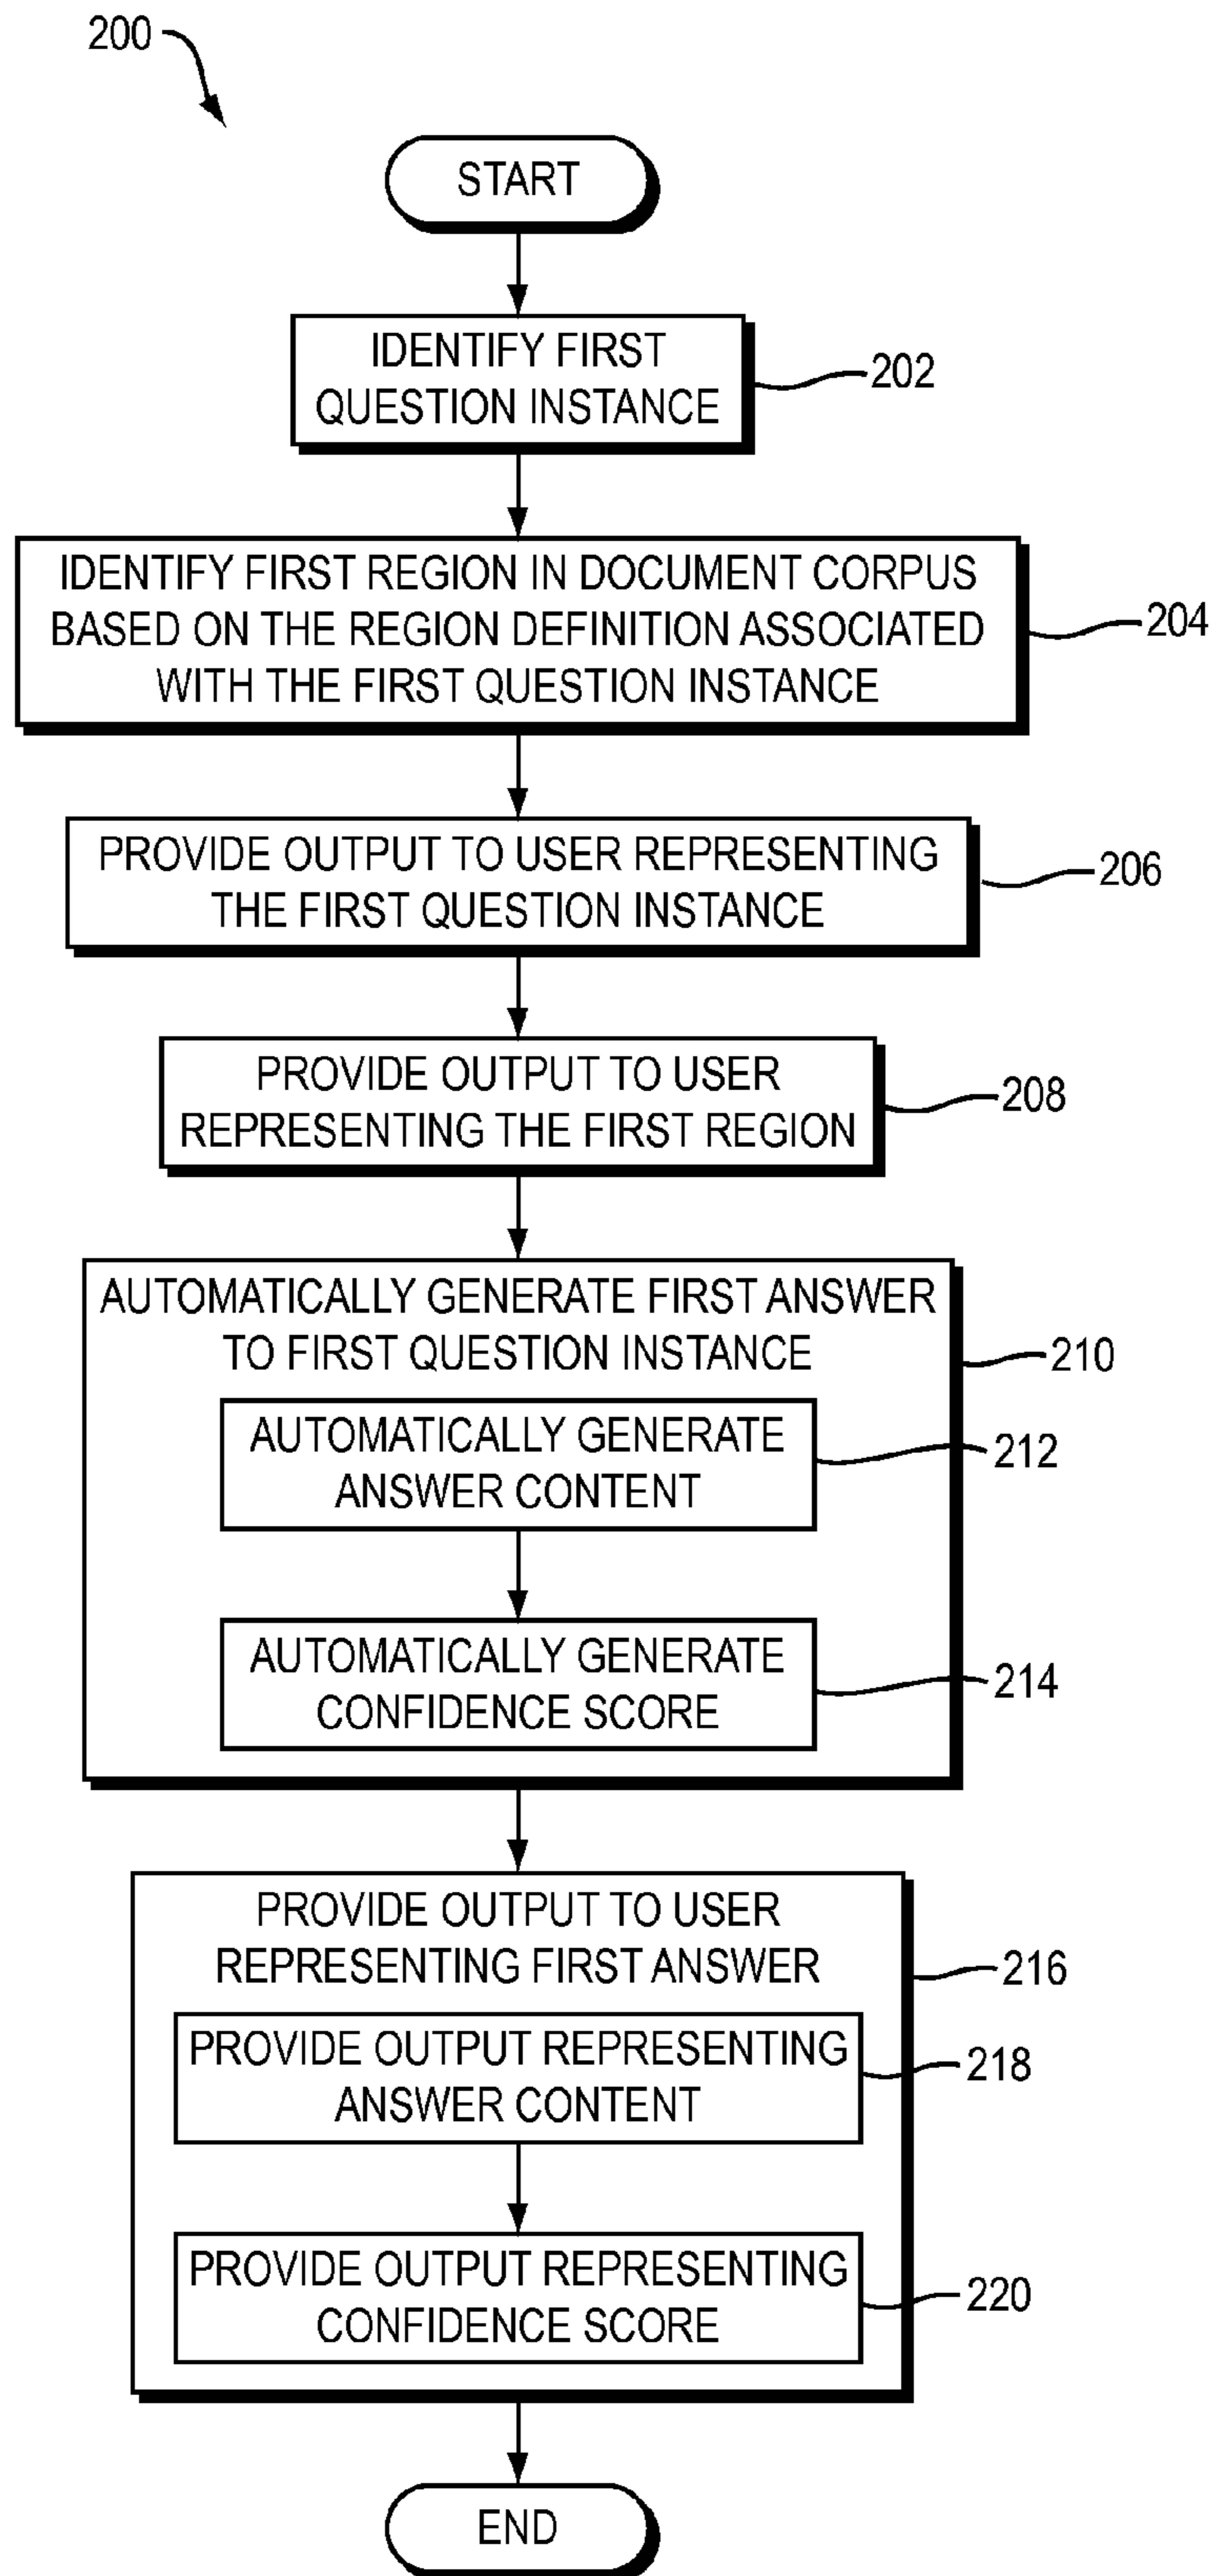 200
START
IDENTIFY FIRST
QUESTION INSTANCE
202
IDENTIFY FIRST REGION IN DOCUMENT CORPUS
BASED ON THE REGION DEFINITION ASSOCIATED
WITH THE FIRST QUESTION INSTANCE
204
PROVIDE OUTPUT TO USER REPRESENTING
THE FIRST QUESTION INSTANCE
206
PROVIDE OUTPUT TO USER
REPRESENTING THE FIRST REGION
208
AUTOMATICALLY GENERATE FIRST ANSWER
TO FIRST QUESTION INSTANCE
210
AUTOMATICALLY GENERATE
ANSWER CONTENT
212
AUTOMATICALLY GENERATE
CONFIDENCE SCORE
214
PROVIDE OUTPUT TO USER
REPRESENTING FIRST ANSWER
216
PROVIDE OUTPUT REPRESENTING
ANSWER CONTENT
218
PROVIDE OUTPUT REPRESENTING
CONFIDENCE SCORE
220
END